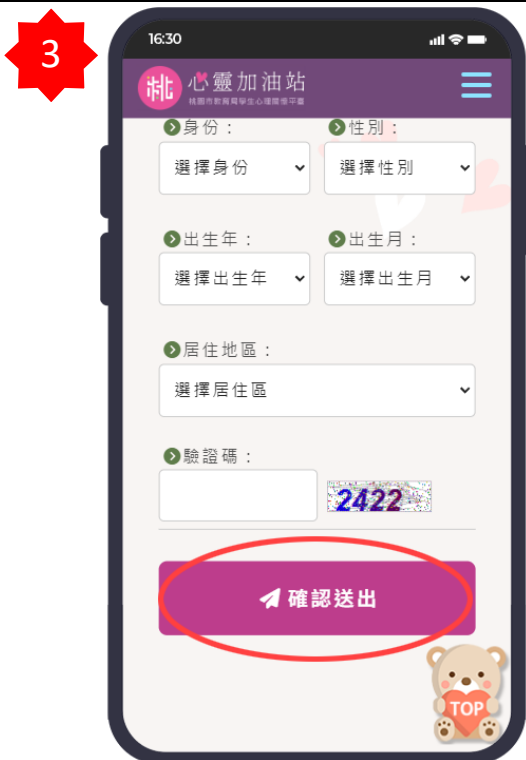 3
16:30
桃 心靈加油站
桃園市教育局學生心理關懷平臺
身份：
性別：
選擇身份
選擇性別
出生年：
出生月：
選擇出生年
選擇出生月
居住地區：
選擇居住區
驗證碼：
2422
確認送出
TOP